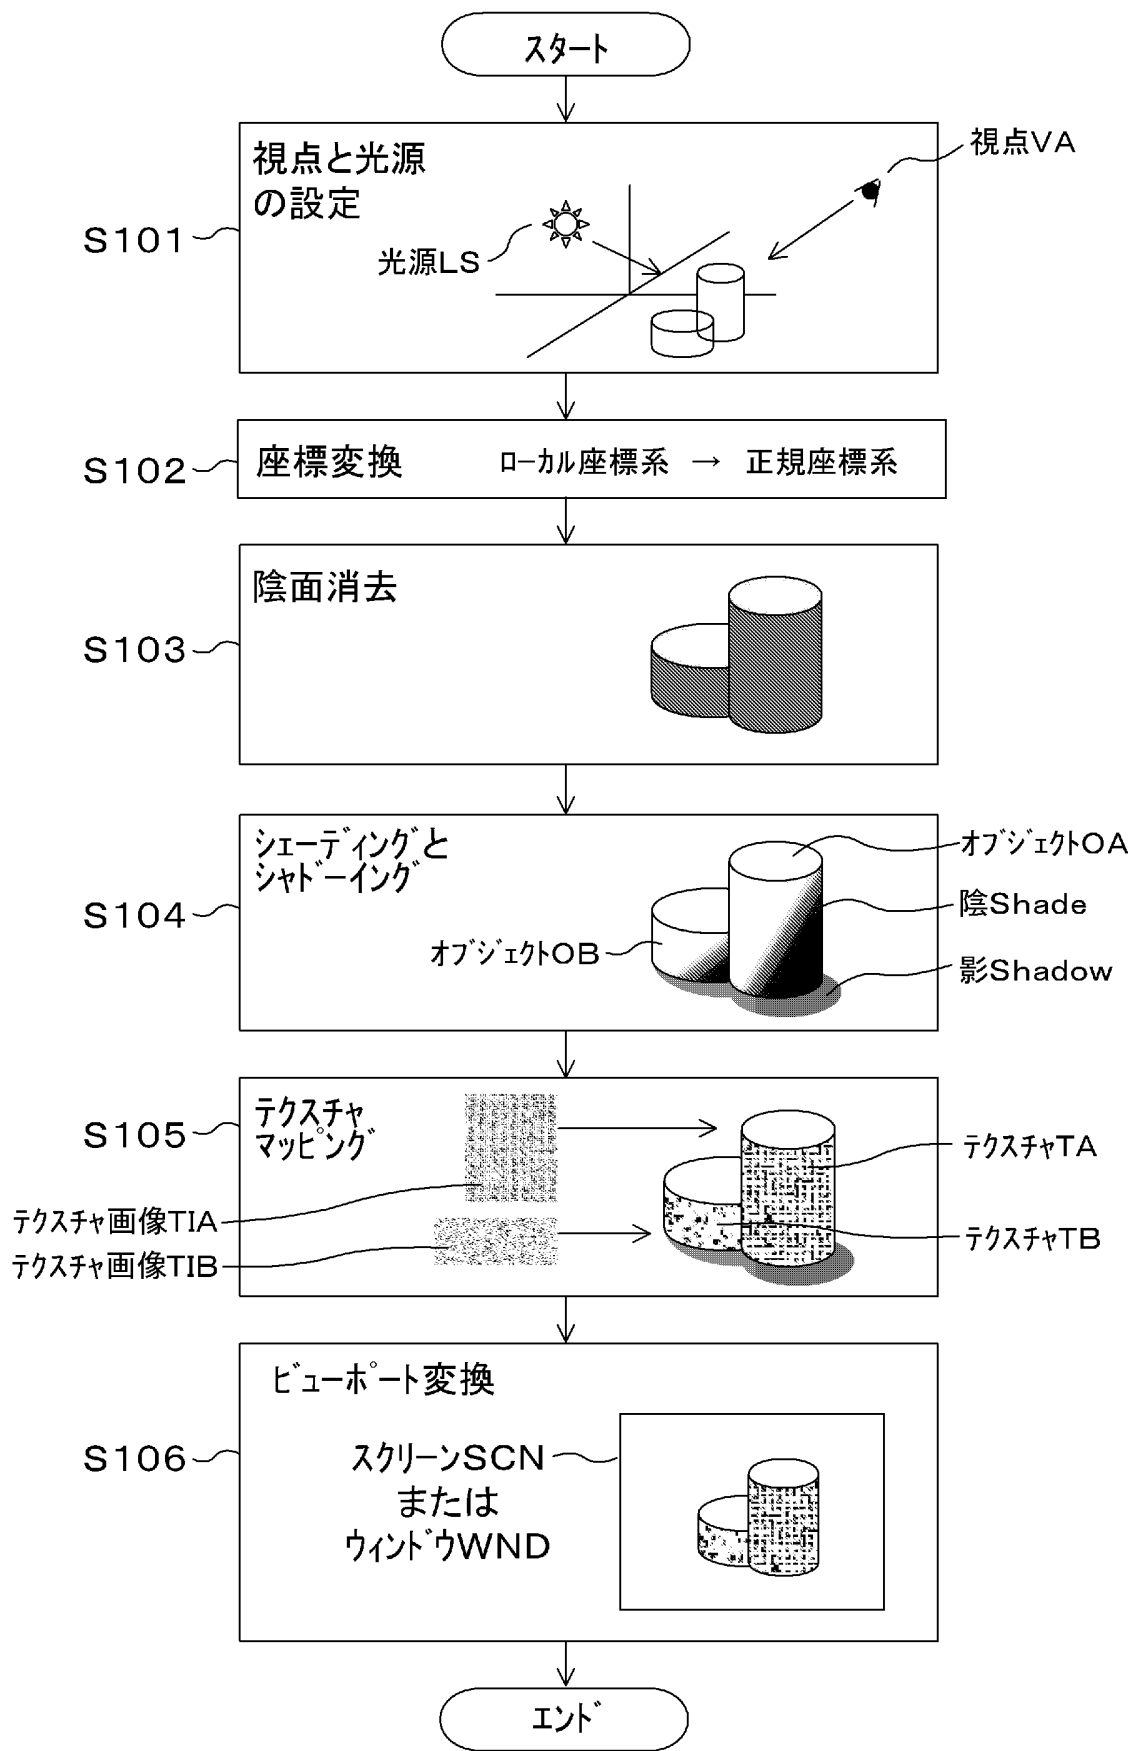 スタート
視点と光源
の設定
視点VA
S101
光源LS
S102
座標変換 ﾛｰｶﾙ座標系 → 正規座標系
陰面消去
S103
ｼｪｰﾃﾞｨﾝｸﾞと
ｼｬﾄﾞｰｲﾝｸﾞ
ｵﾌﾞｼﾞｪｸﾄOA
陰Shade
S104
ｵﾌﾞｼﾞｪｸﾄOB
影Shadow
テクスチャ
マッピング
S105
テクスチャTA
テクスチャ画像TIA
テクスチャTB
テクスチャ画像TIB
ﾋﾞｭｰﾎﾟｰﾄ変換
S106
スクリーンSCN
または
ｳｨﾝﾄﾞｳWND
エンド